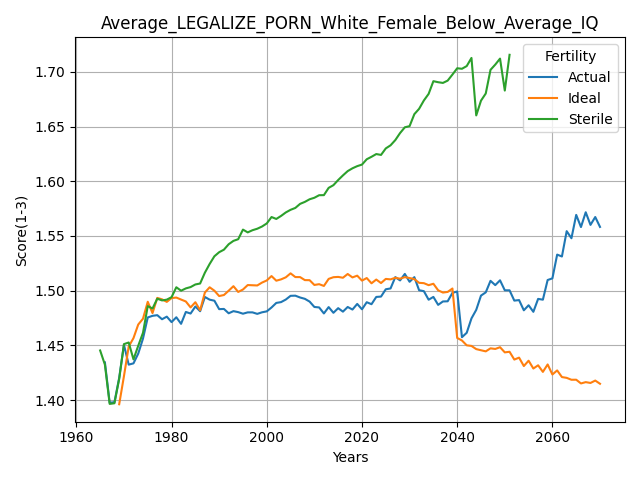 Average_LEGALIZE_PORN_White_Female_Below_Average_IQ
Fertility
Actual
Ideal
Sterile
Score(1-3)
1.70
1.65
1.60
1.55
1.50
1.45
1.40
1960
1980
2000
2020
2040
2060
Years